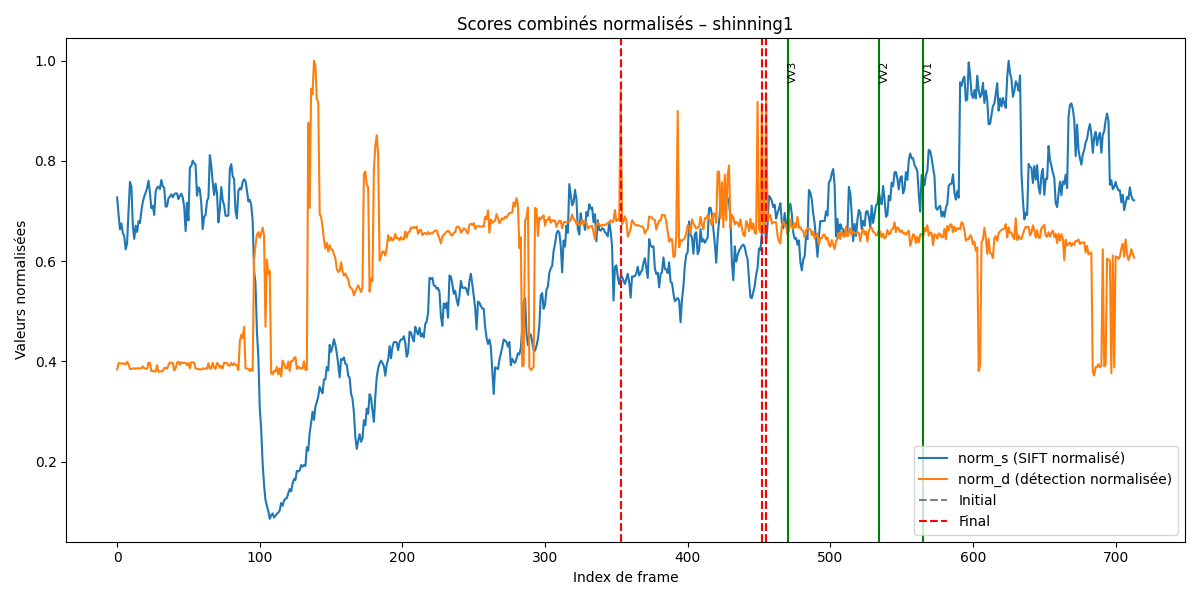 Scores combinés normalisés – shinning1
Valeurs normalisées
1.0
0.8
0.6
0.4
0.2
VV3
VV2
VV1
norm_s (SIFT normalisé)
norm_d (détection normalisée)
Initial
Final
0 100 200 300 400 500 600 700
Index de frame